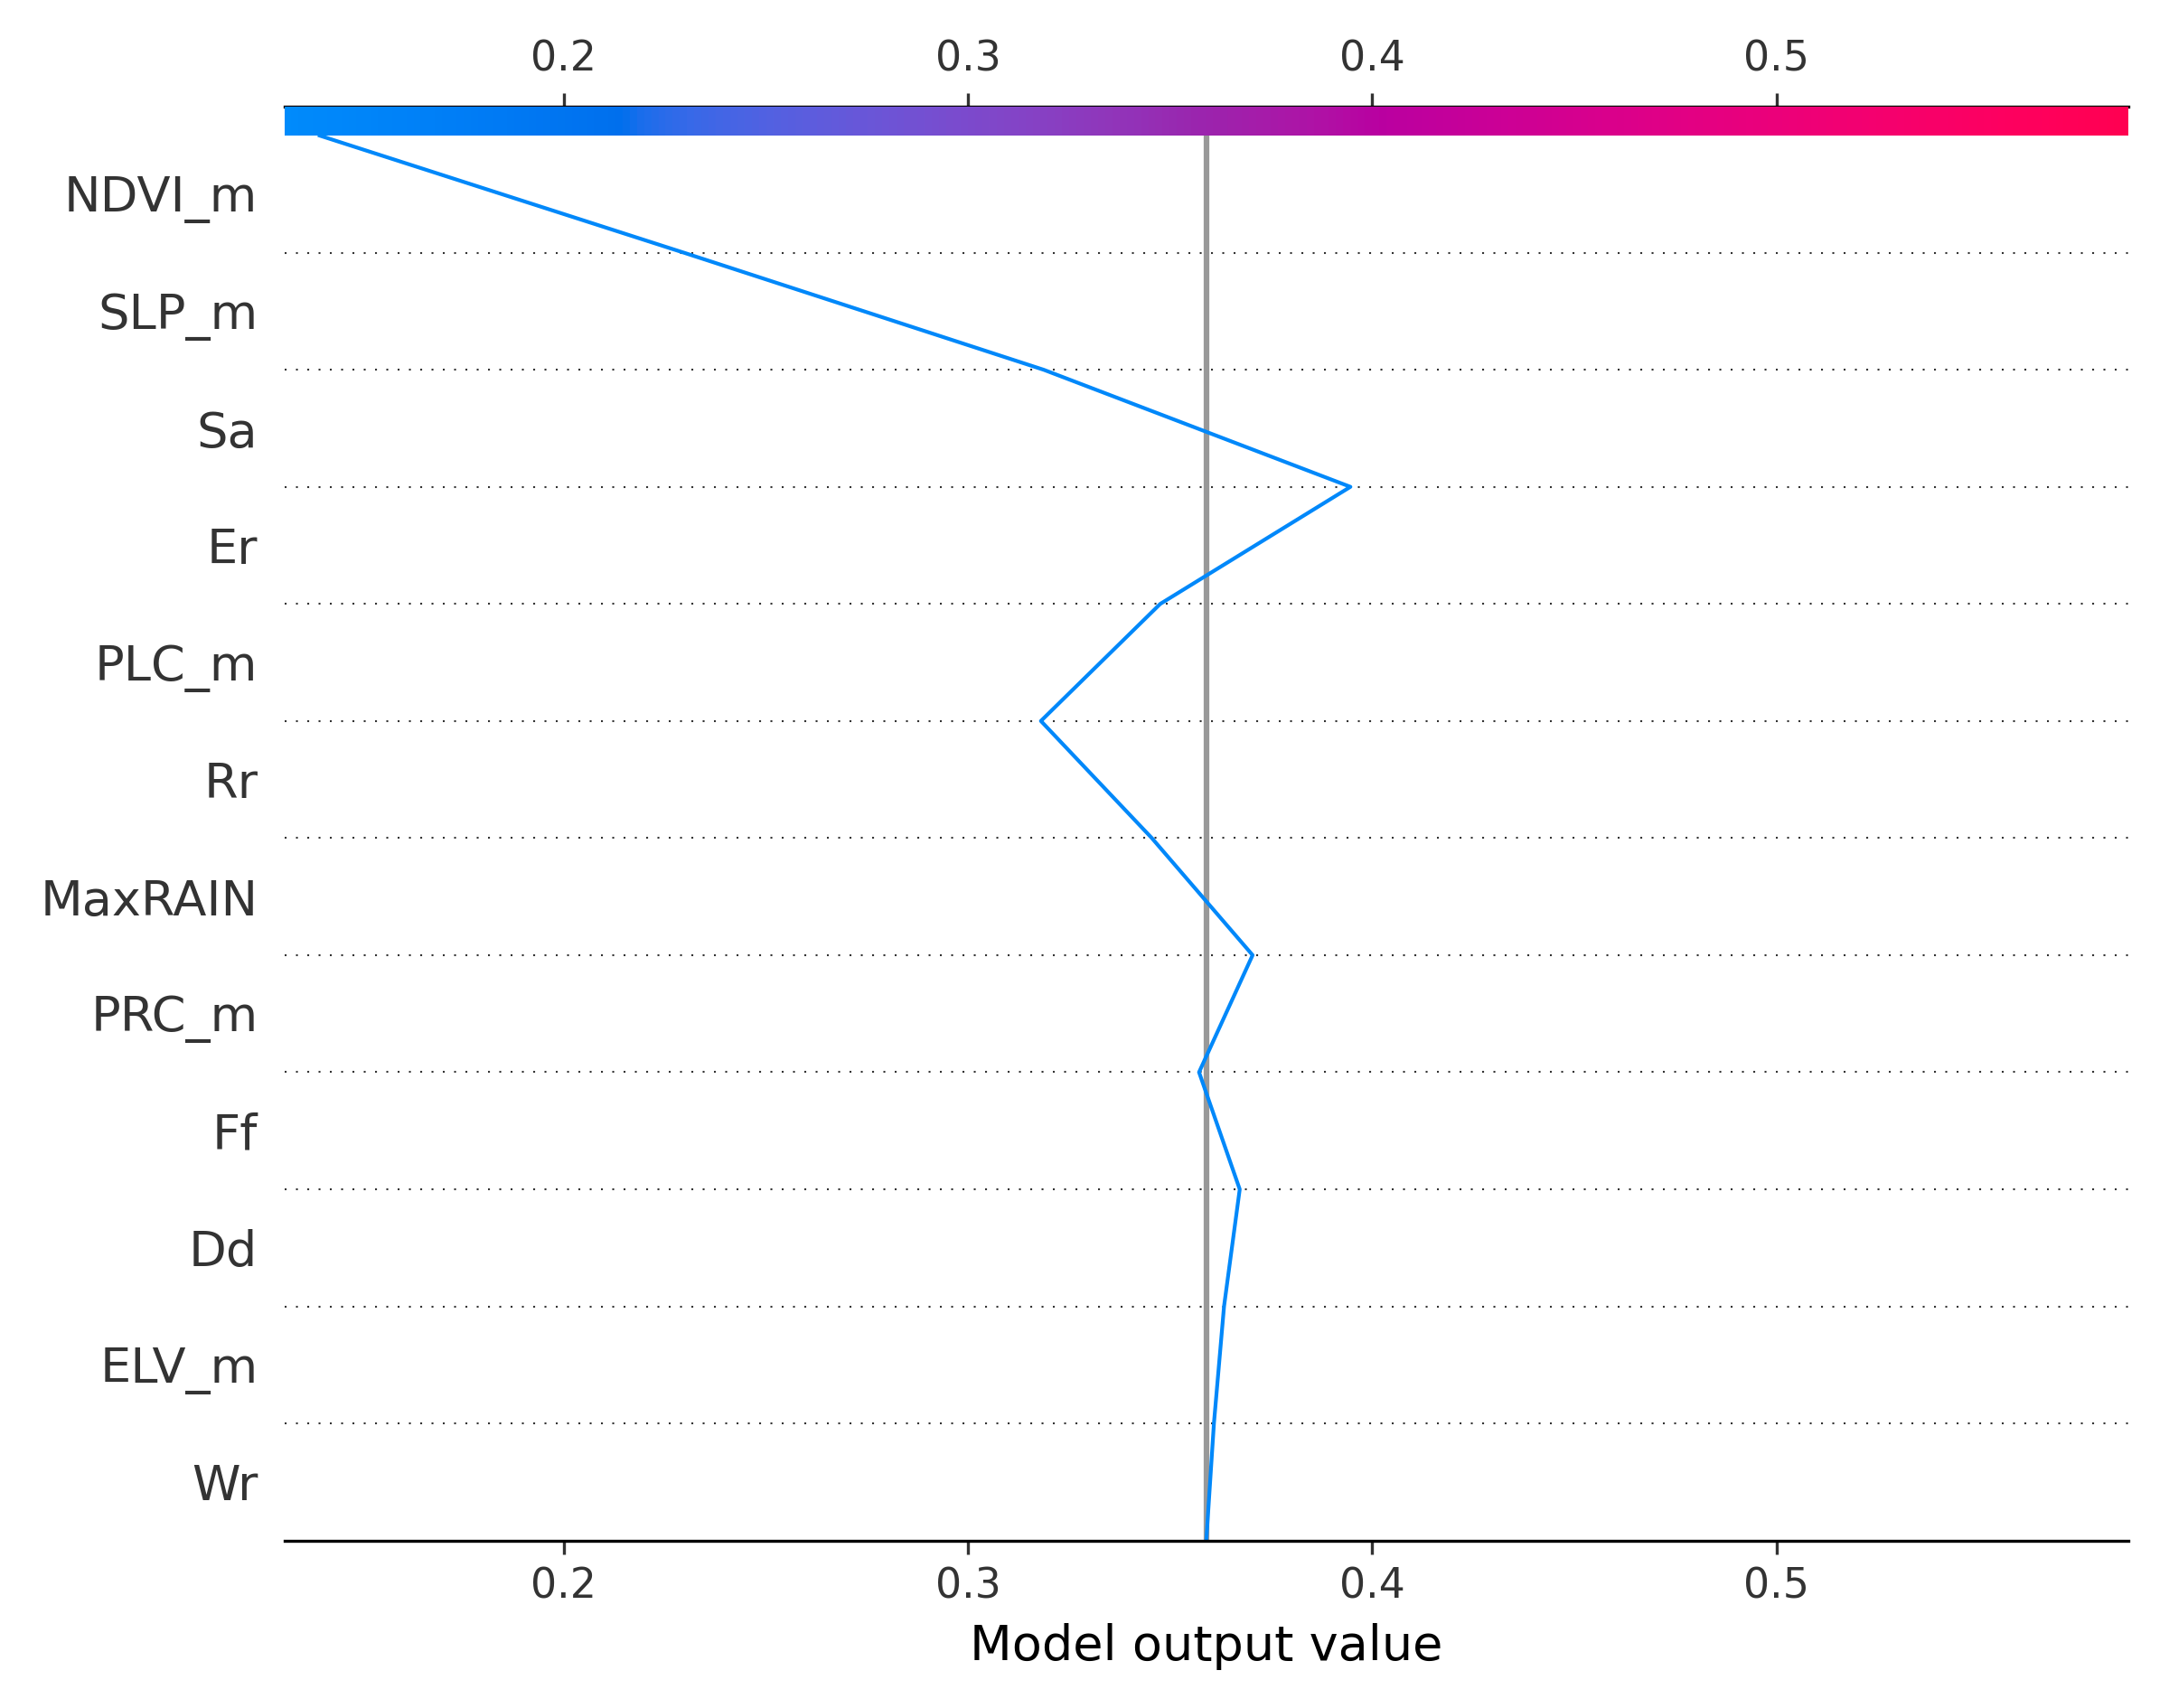 0.2 0.3 0.4 0.5
NDVI_m
SLP_m
Sa
Er
PLC_m
Rr
MaxRAIN
PRC_m
Ff
Dd
ELV_m
Wr
0.2 0.3 0.4 0.5
Model output value